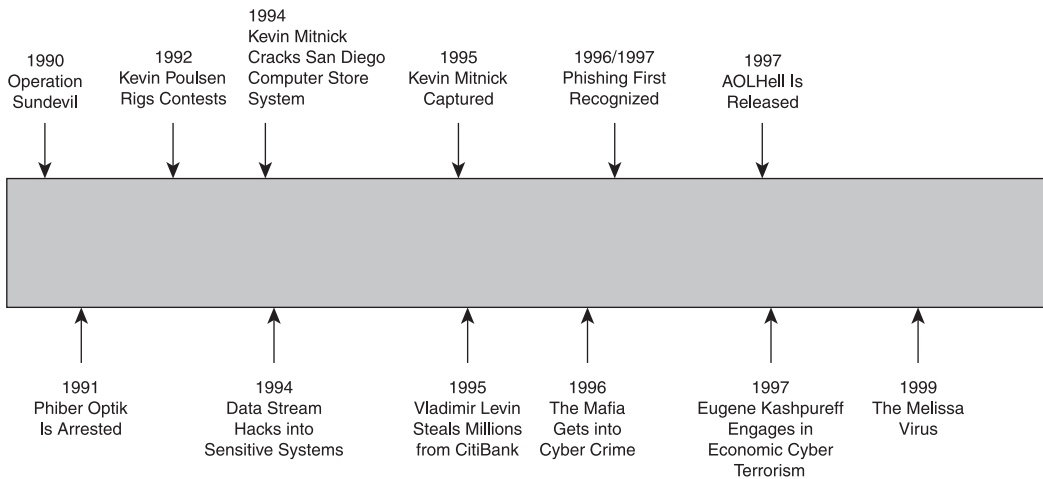 1990
Operation
Sundevil
1992
Kevin Poulsen
Rigs Contests
1994
Kevin Mitnick
Cracks San Diego
Computer Store
System
1995
Kevin Mitnick
Captured
1996/1997
Phishing First
Recognized
1997
AOLHell Is
Released
1991
Phiber Optik
Is Arrested
1994
Data Stream
Hacks into
Sensitive Systems
1995
Vladimir Levin
Steals Millions
from CitiBank
1996
The Mafia
Gets into
Cyber Crime
1997
Eugene Kashpureff
Engages in
Economic Cyber
Terrorism
1999
The Melissa
Virus